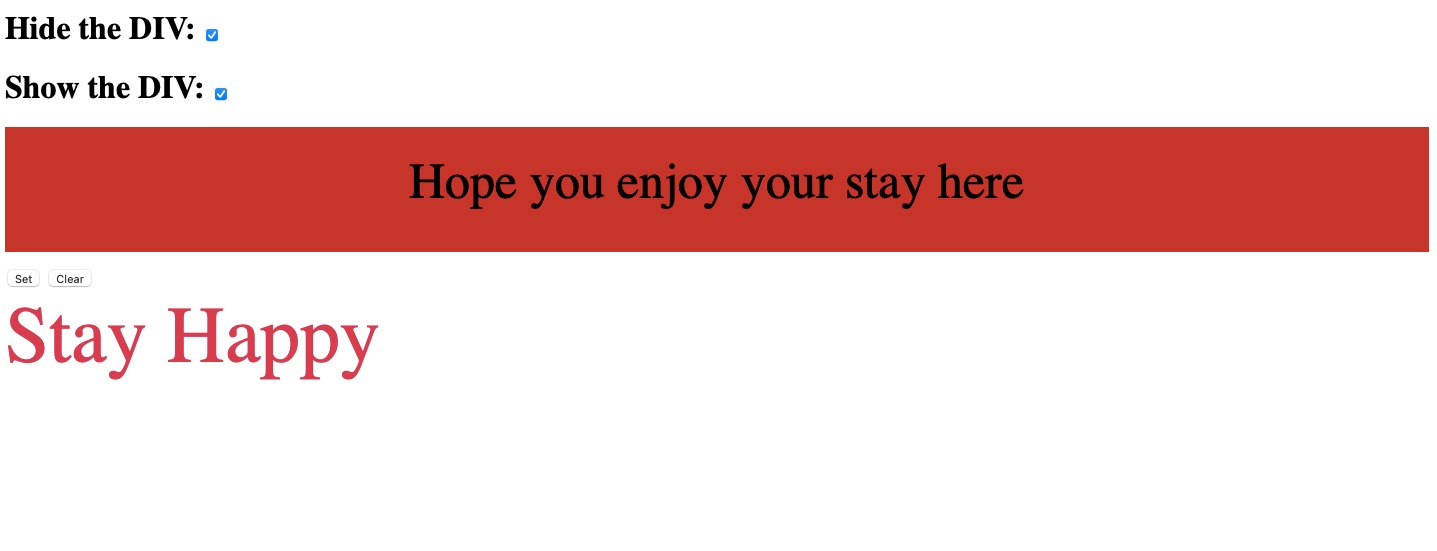 Hide the DIV:
Show the DIV:
Hope you enjoy your stay here
Set Clear
Stay Happy